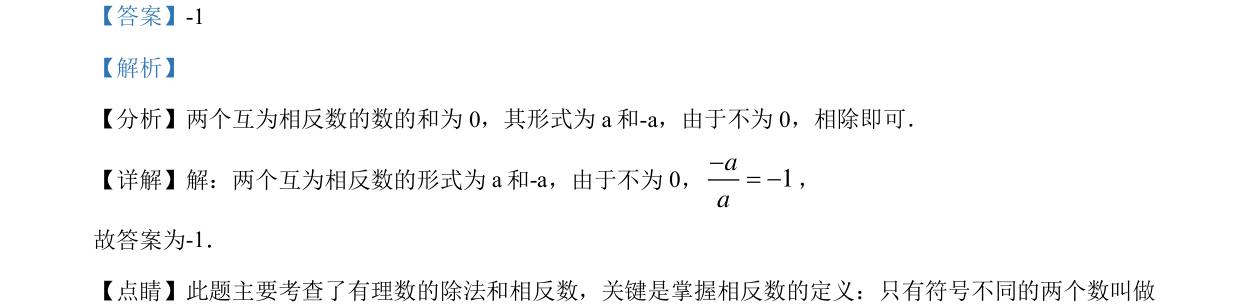 【答案】-1
【解析】
【分析】两个互为相反数的数的和为 0，其形式为 a 和-a，由于不为 0，相除即可．
【详解】解：两个互为相反数的形式为 a 和-a，由于不为 0，$\frac{-a}{a}=-1$，
故答案为-1．
【点睛】此题主要考查了有理数的除法和相反数，关键是掌握相反数的定义：只有符号不同的两个数叫做